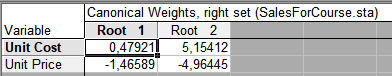 Canonical Weights, right set (SalesForCourse.sta)
Variable Root 1 Root 2
Unit Cost 0,47921 5,15412
Unit Price -1,46589 -4,96445